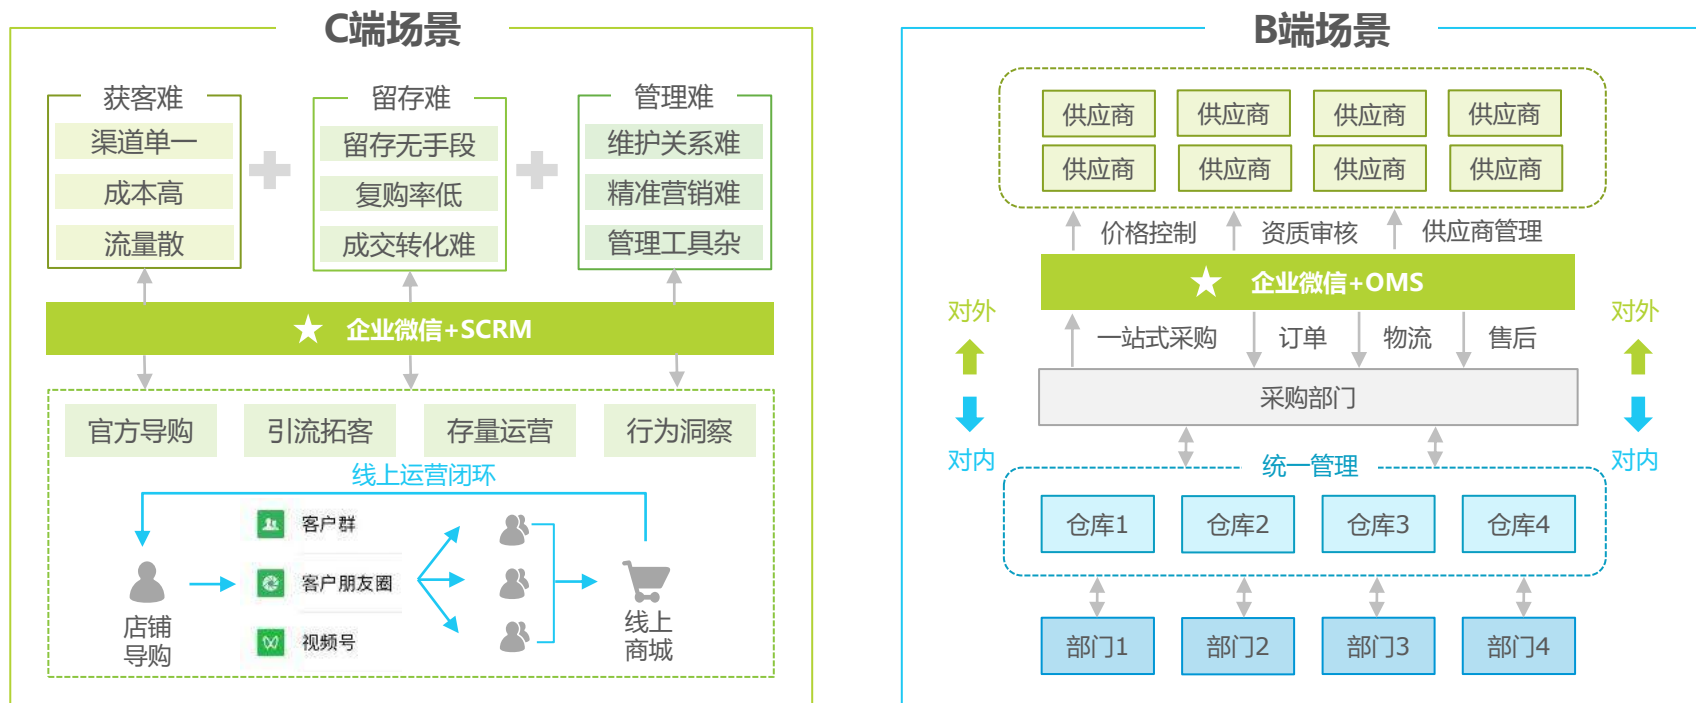 C端场景
获客难
渠道单一
成本高
流量散
留存难
留存无手段
复购率低
成交转化难
管理难
维护关系难
精准营销难
管理工具杂
企业微信+SCRM
官方导购
引流拓客
存量运营
行为洞察
线上运营闭环
店铺
导购
客户群
客户朋友圈
视频号
线上
商城
B端场景
供应商
供应商
供应商
供应商
供应商
供应商
供应商
供应商
价格控制
资质审核
供应商管理
企业微信+OMS
对外
对内
对外
对内
一站式采购
订单
物流
售后
采购部门
统一管理
仓库1
仓库2
仓库3
仓库4
部门1
部门2
部门3
部门4